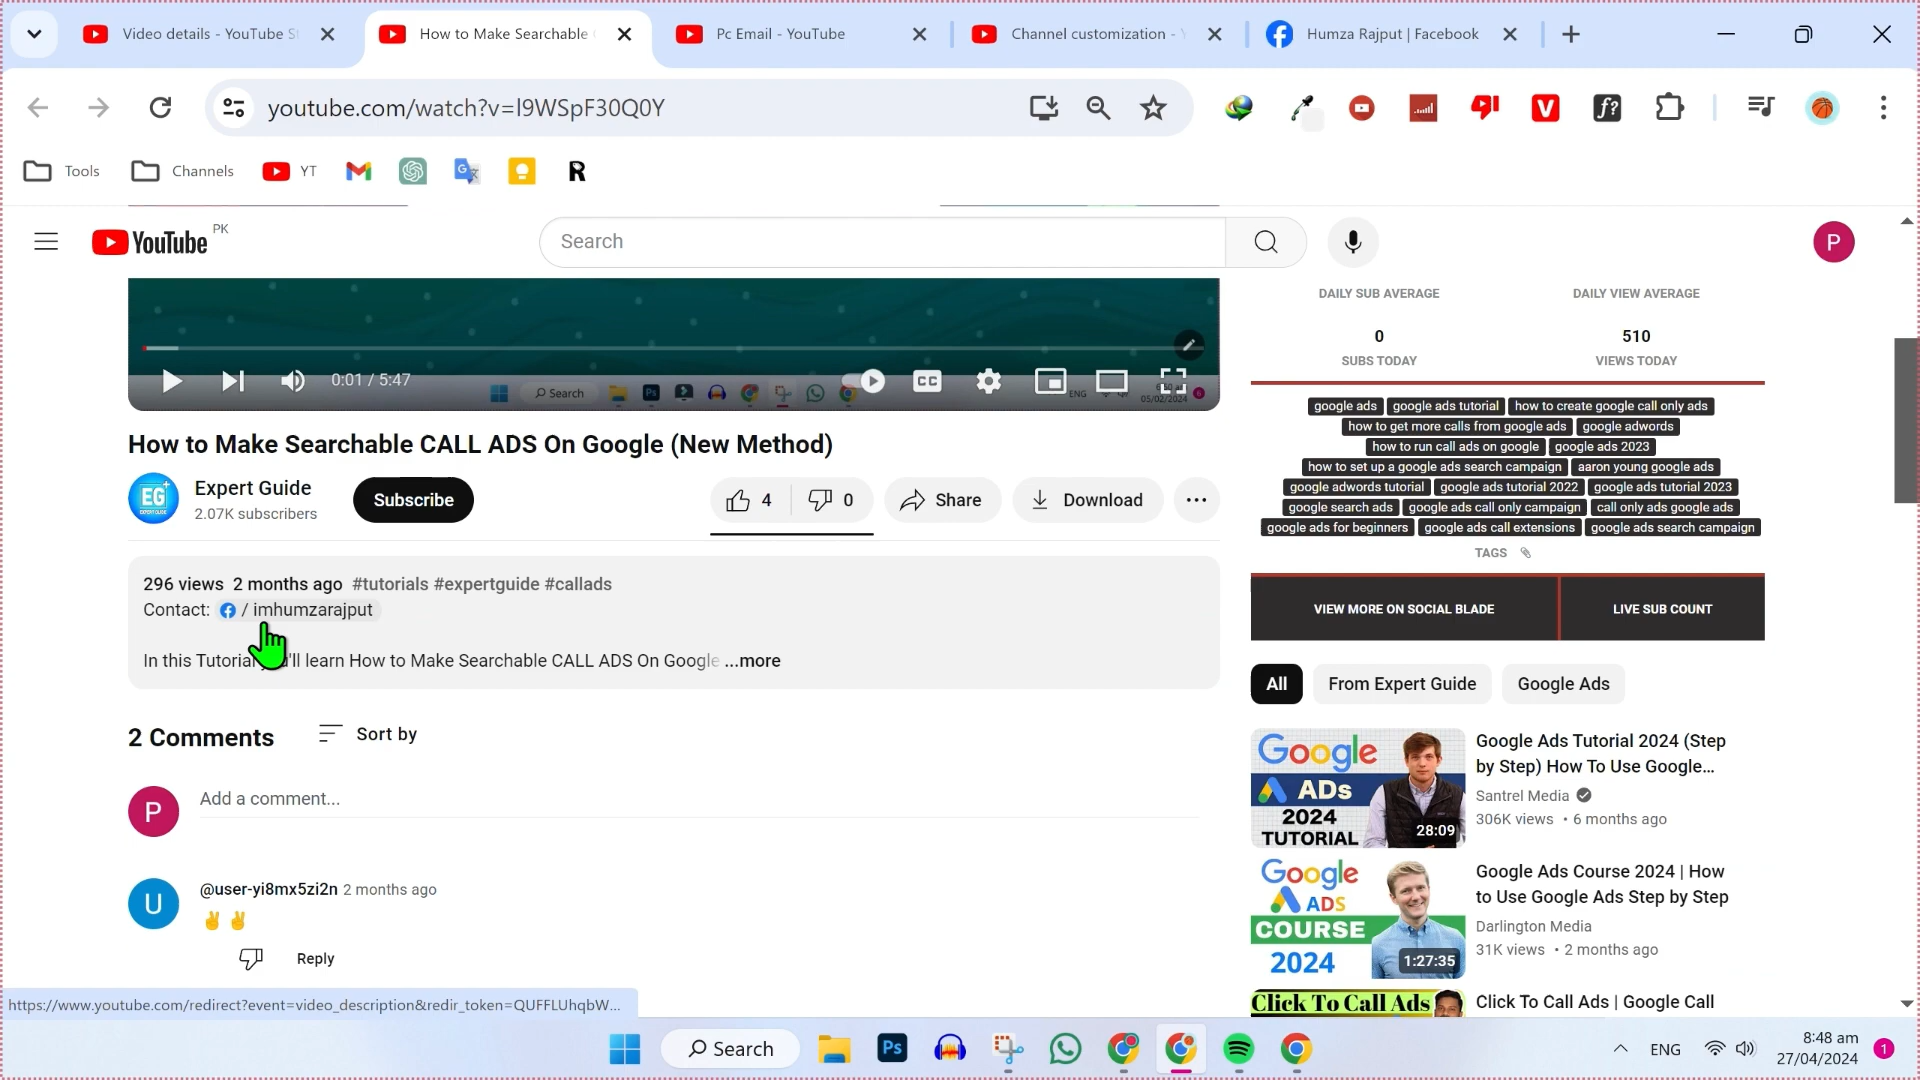 Video details - YouTube St
How to Make Searchable
Pc Email - YouTube
Channel customization -
Humza Rajput | Facebook
youtube.com/watch?v=I9WSpF30Q0Y
Tools
Channels
YT
YouTube PK
Search
P
DAILY SUB AVERAGE
DAILY VIEW AVERAGE
0
510
SUBS TODAY
VIEWS TODAY
0:01 / 5:47
CC
Search
ENG
05/02/2024
google ads
google ads tutorial
how to create google call only ads
how to get more calls from google ads
google adwords
how to run call ads on google
google ads 2023
how to set up a google ads search campaign
aaron young google ads
google adwords tutorial
google ads tutorial 2022
google ads tutorial 2023
google search ads
google ads call only campaign
call only ads google ads
google ads for beginners
google ads call extensions
google ads search campaign
TAGS
VIEW MORE ON SOCIAL BLADE
LIVE SUB COUNT
How to Make Searchable CALL ADS On Google (New Method)
EG
Expert Guide
2.07K subscribers
Subscribe
4
0
Share
Download
296 views 2 months ago #tutorials #expertguide #callads
Contact: / imhumzarajput
In this Tutorial you'll learn How to Make Searchable CALL ADS On Google ...more
2 Comments
Sort by
P
Add a comment...
U
@user-yi8mx5zi2n 2 months ago
Reply
All
From Expert Guide
Google Ads
Google
ADs
2024
TUTORIAL
28:09
Google Ads Tutorial 2024 (Step
by Step) How To Use Google...
Santrel Media
306K views • 6 months ago
Google
ADS
COURSE
2024
1:27:35
Google Ads Course 2024 | How
to Use Google Ads Step by Step
Darlington Media
31K views • 2 months ago
Click To Call Ads
Click To Call Ads | Google Call
https://www.youtube.com/redirect?event=video_description&redir_token=QUFFLUhqbW...
Search
Ps
ENG
8:48 am
27/04/2024
1